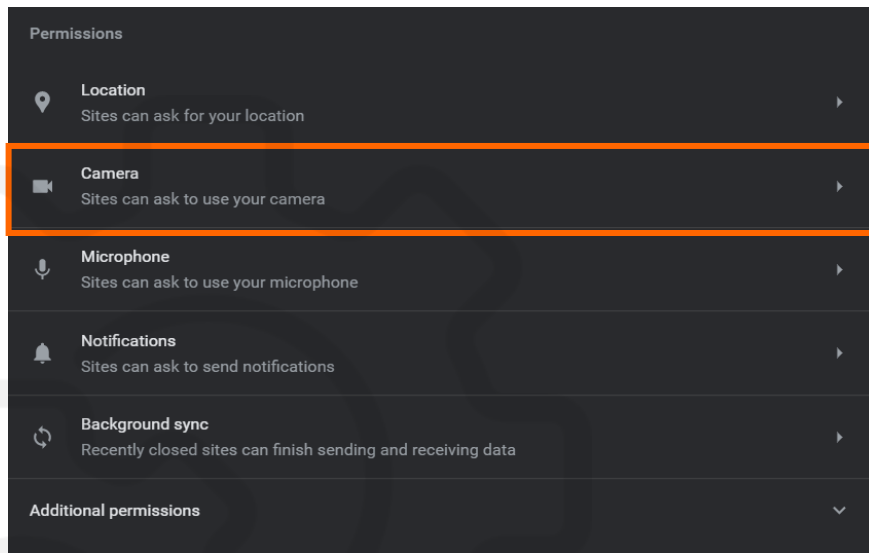 Permissions
Location
Sites can ask for your location
Camera
Sites can ask to use your camera
Microphone
Sites can ask to use your microphone
Notifications
Sites can ask to send notifications
Background sync
Recently closed sites can finish sending and receiving data
Additional permissions